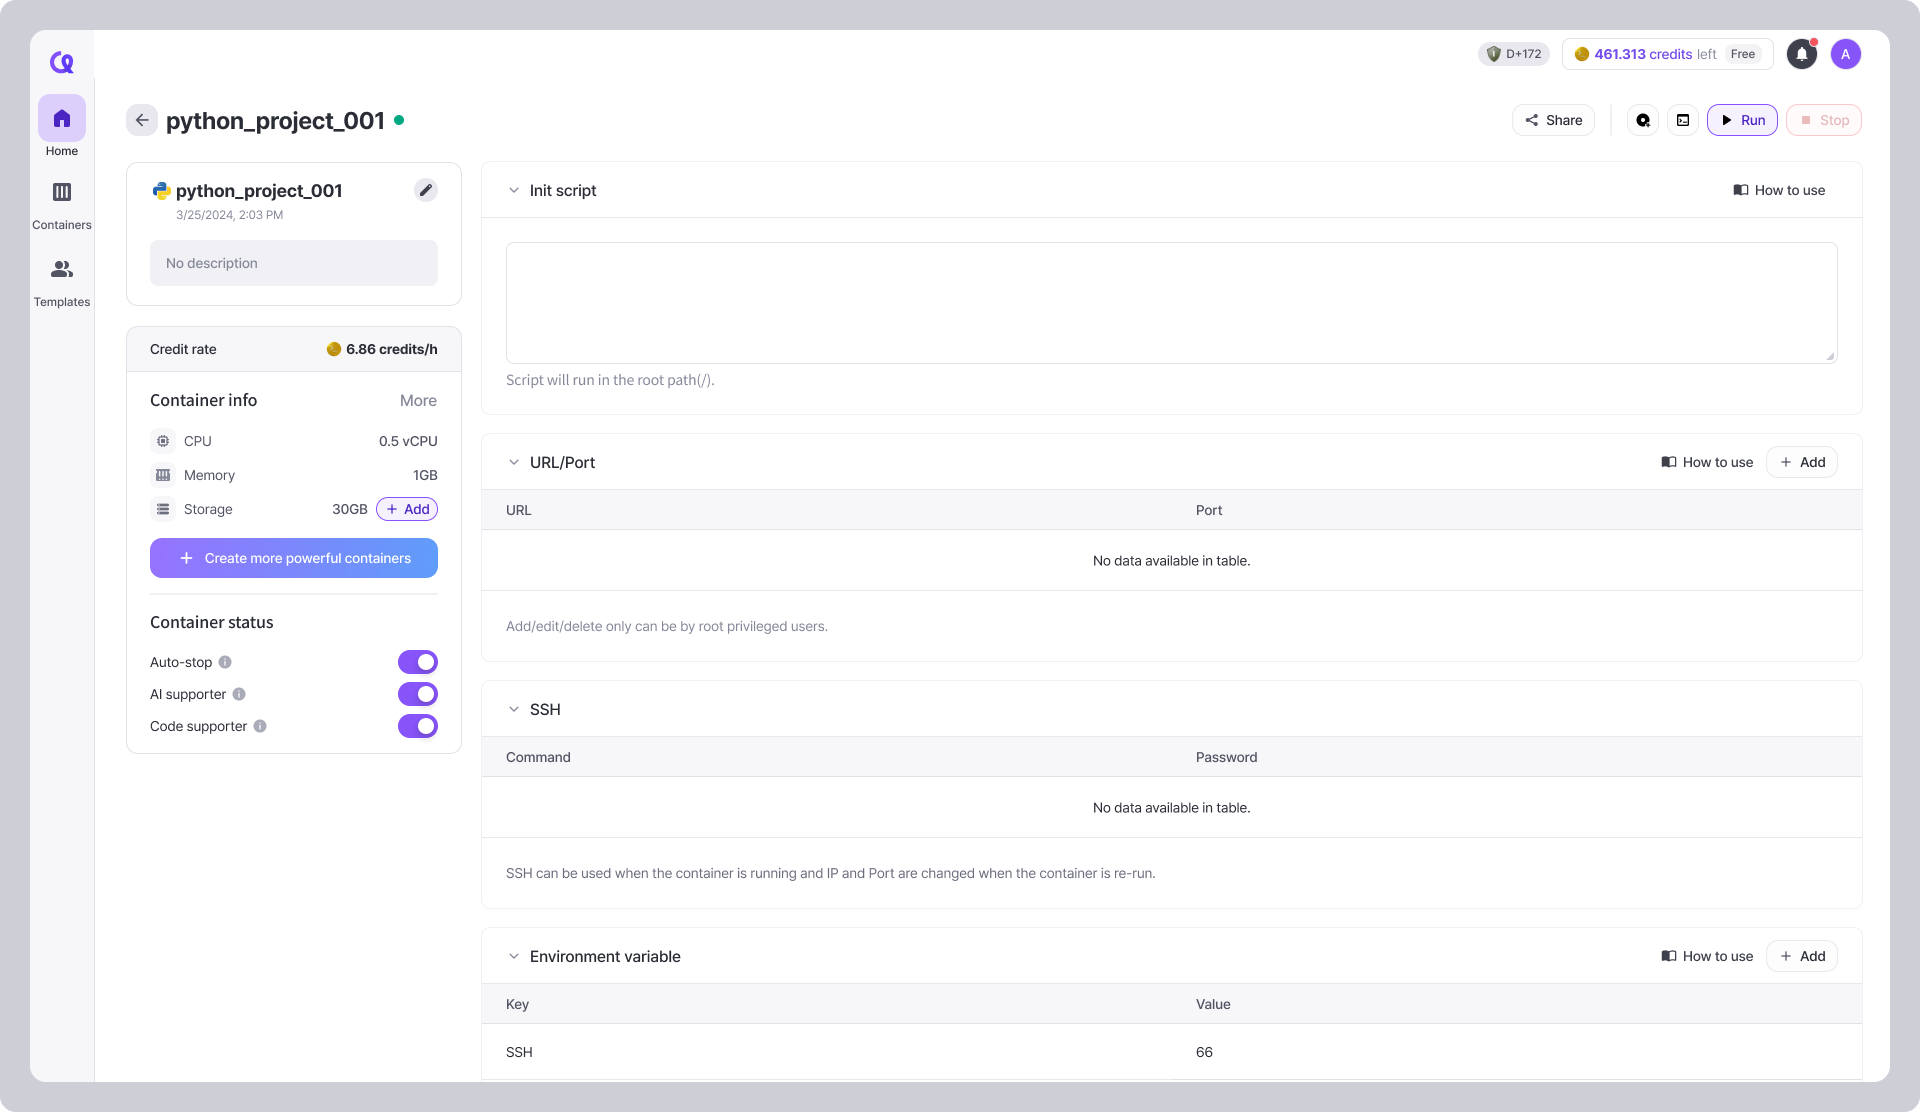 D+172
461.313 credits left Free
A
python_project_001
Share
Run
Stop
Home
Containers
Templates
python_project_001
3/25/2024, 2:03 PM
No description
Credit rate
6.86 credits/h
Container info
More
CPU
0.5 vCPU
Memory
1GB
Storage
30GB
Add
Create more powerful containers
Container status
Auto-stop
AI supporter
Code supporter
Init script
How to use
Script will run in the root path(/).
URL/Port
How to use
Add
URL
Port
No data available in table.
Add/edit/delete only can be by root privileged users.
SSH
Command
Password
No data available in table.
SSH can be used when the container is running and IP and Port are changed when the container is re-run.
Environment variable
How to use
Add
Key
Value
SSH
66